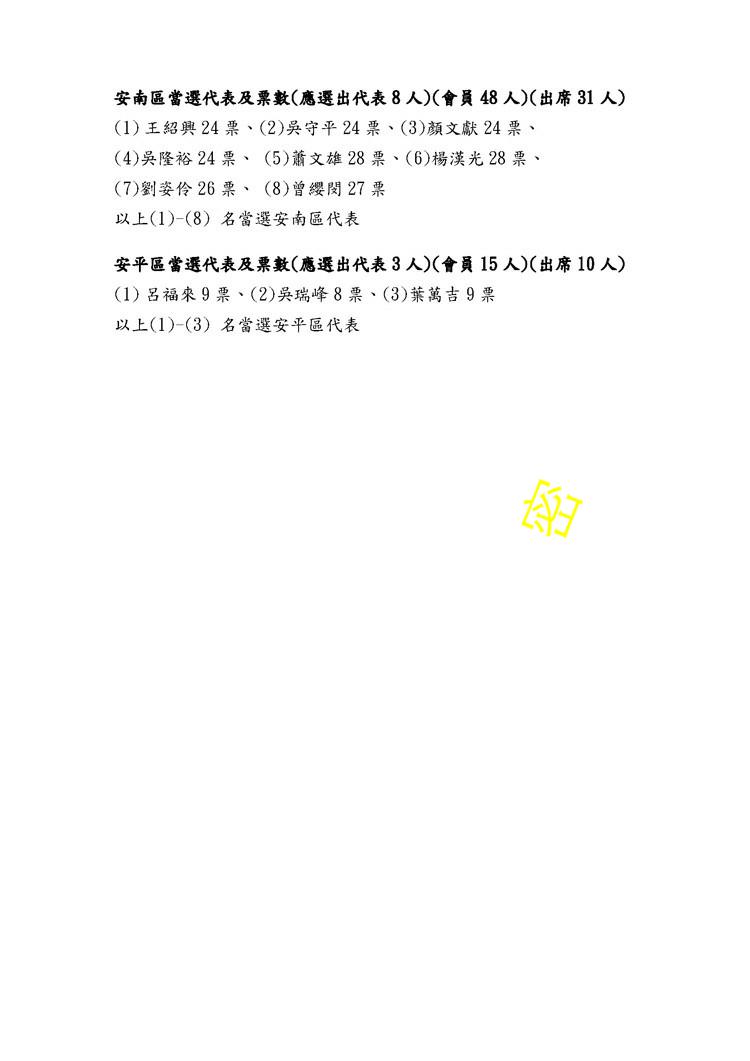 安南區當選代表及票數(應選出代表 8 人)(會員 48 人)(出席 31 人)
(1) 王紹興 24 票、(2)吳守平 24 票、(3)顏文獻 24 票、
(4)吳隆裕 24 票、 (5)蕭文雄 28 票、(6)楊漢光 28 票、
(7)劉姿伶 26 票、 (8)曾纓閔 27 票
以上(1)-(8) 名當選安南區代表
安平區當選代表及票數(應選出代表 3 人)(會員 15 人)(出席 10 人)
(1) 呂福來 9 票、(2)吳瑞峰 8 票、(3)葉萬吉 9 票
以上(1)-(3) 名當選安平區代表